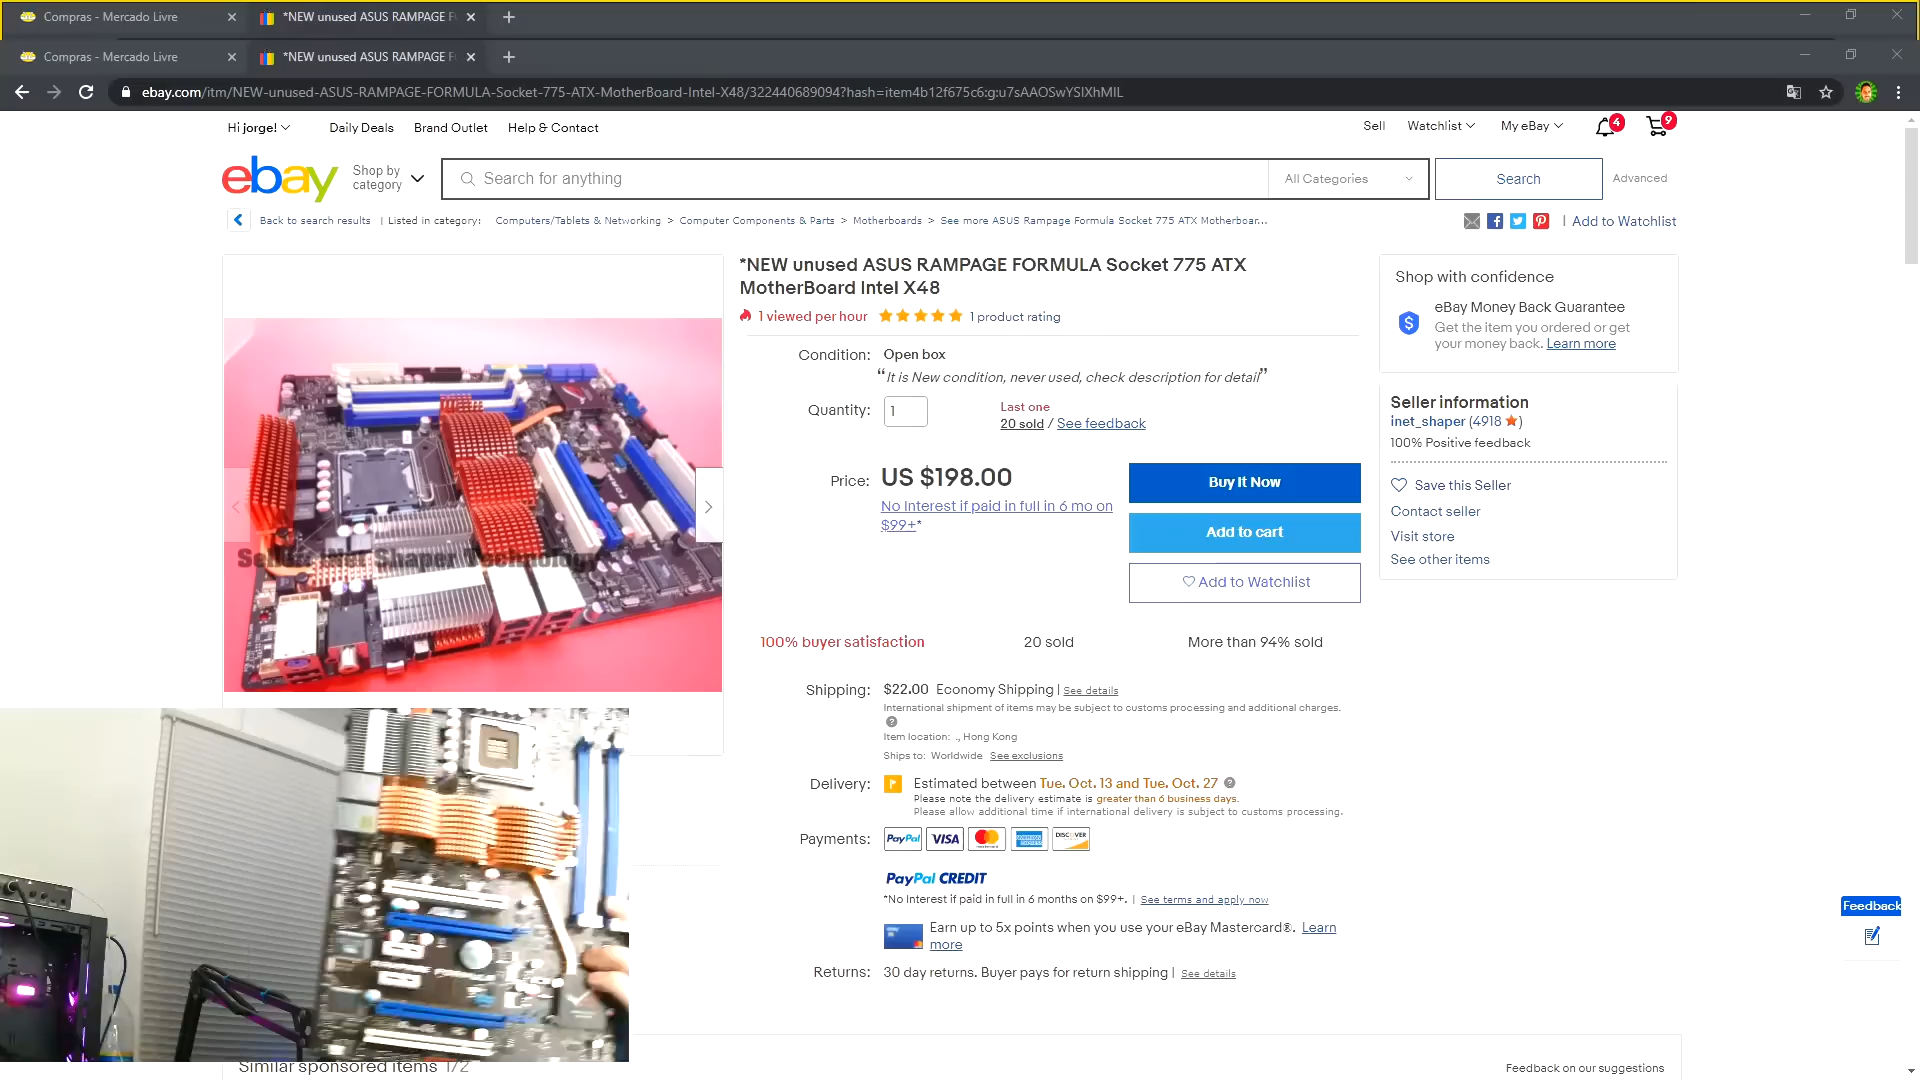 Compras - Mercado Livre
*NEW unused ASUS RAMPAGE F
Compras - Mercado Livre
*NEW unused ASUS RAMPAGE F
ebay.com/itm/NEW-unused-ASUS-RAMPAGE-FORMULA-Socket-775-ATX-MotherBoard-Intel-X48/322440689094?hash=item4b12f675c6:g:u7sAAOSwYSlXhMIL
Hi jorge! Daily Deals Brand Outlet Help & Contact
Sell Watchlist My eBay 4 9
ebay
Shop by category
Search for anything
All Categories
Search
Advanced
Back to search results | Listed in category: Computers/Tablets & Networking > Computer Components & Parts > Motherboards > See more ASUS Rampage Formula Socket 775 ATX Motherboar...
| Add to Watchlist
*NEW unused ASUS RAMPAGE FORMULA Socket 775 ATX
MotherBoard Intel X48
1 viewed per hour 1 product rating
Condition: Open box
“It is New condition, never used, check description for detail”
Quantity: 1
Last one
20 sold / See feedback
Price: US $198.00
No Interest if paid in full in 6 mo on
$99+*
Buy It Now
Add to cart
Add to Watchlist
100% buyer satisfaction 20 sold More than 94% sold
Shipping: $22.00 Economy Shipping | See details
International shipment of items may be subject to customs processing and additional charges.
Item location: ., Hong Kong
Ships to: Worldwide See exclusions
Delivery: Estimated between Tue. Oct. 13 and Tue. Oct. 27
Please note the delivery estimate is greater than 6 business days.
Please allow additional time if international delivery is subject to customs processing.
Payments: PayPal VISA mastercard AMERICAN EXPRESS DISCOVER
PayPal CREDIT
*No Interest if paid in full in 6 months on $99+. | See terms and apply now
Earn up to 5x points when you use your eBay Mastercard®. Learn
more
Returns: 30 day returns. Buyer pays for return shipping | See details
Shop with confidence
eBay Money Back Guarantee
Get the item you ordered or get
your money back. Learn more
Seller information
inet_shaper (4918)
100% Positive feedback
Save this Seller
Contact seller
Visit store
See other items
Shaper Technology
Feedback
Similar sponsored items 1/2
Feedback on our suggestions